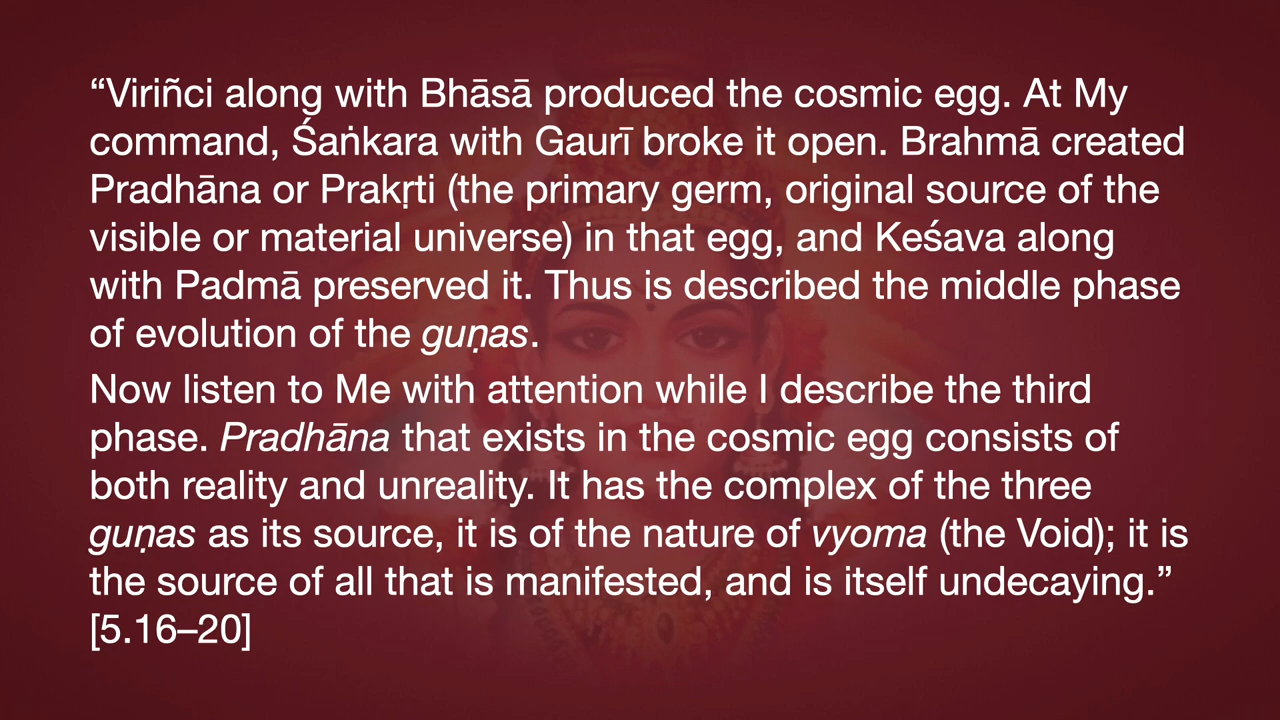 “Viriñci along with Bhāsā produced the cosmic egg. At My
command, Śaṅkara with Gaurī broke it open. Brahmā created
Pradhāna or Prakṛti (the primary germ, original source of the
visible or material universe) in that egg, and Keśava along
with Padmā preserved it. Thus is described the middle phase
of evolution of the guṇas.
Now listen to Me with attention while I describe the third
phase. Pradhāna that exists in the cosmic egg consists of
both reality and unreality. It has the complex of the three
guṇas as its source, it is of the nature of vyoma (the Void); it is
the source of all that is manifested, and is itself undecaying.”
[5.16–20]